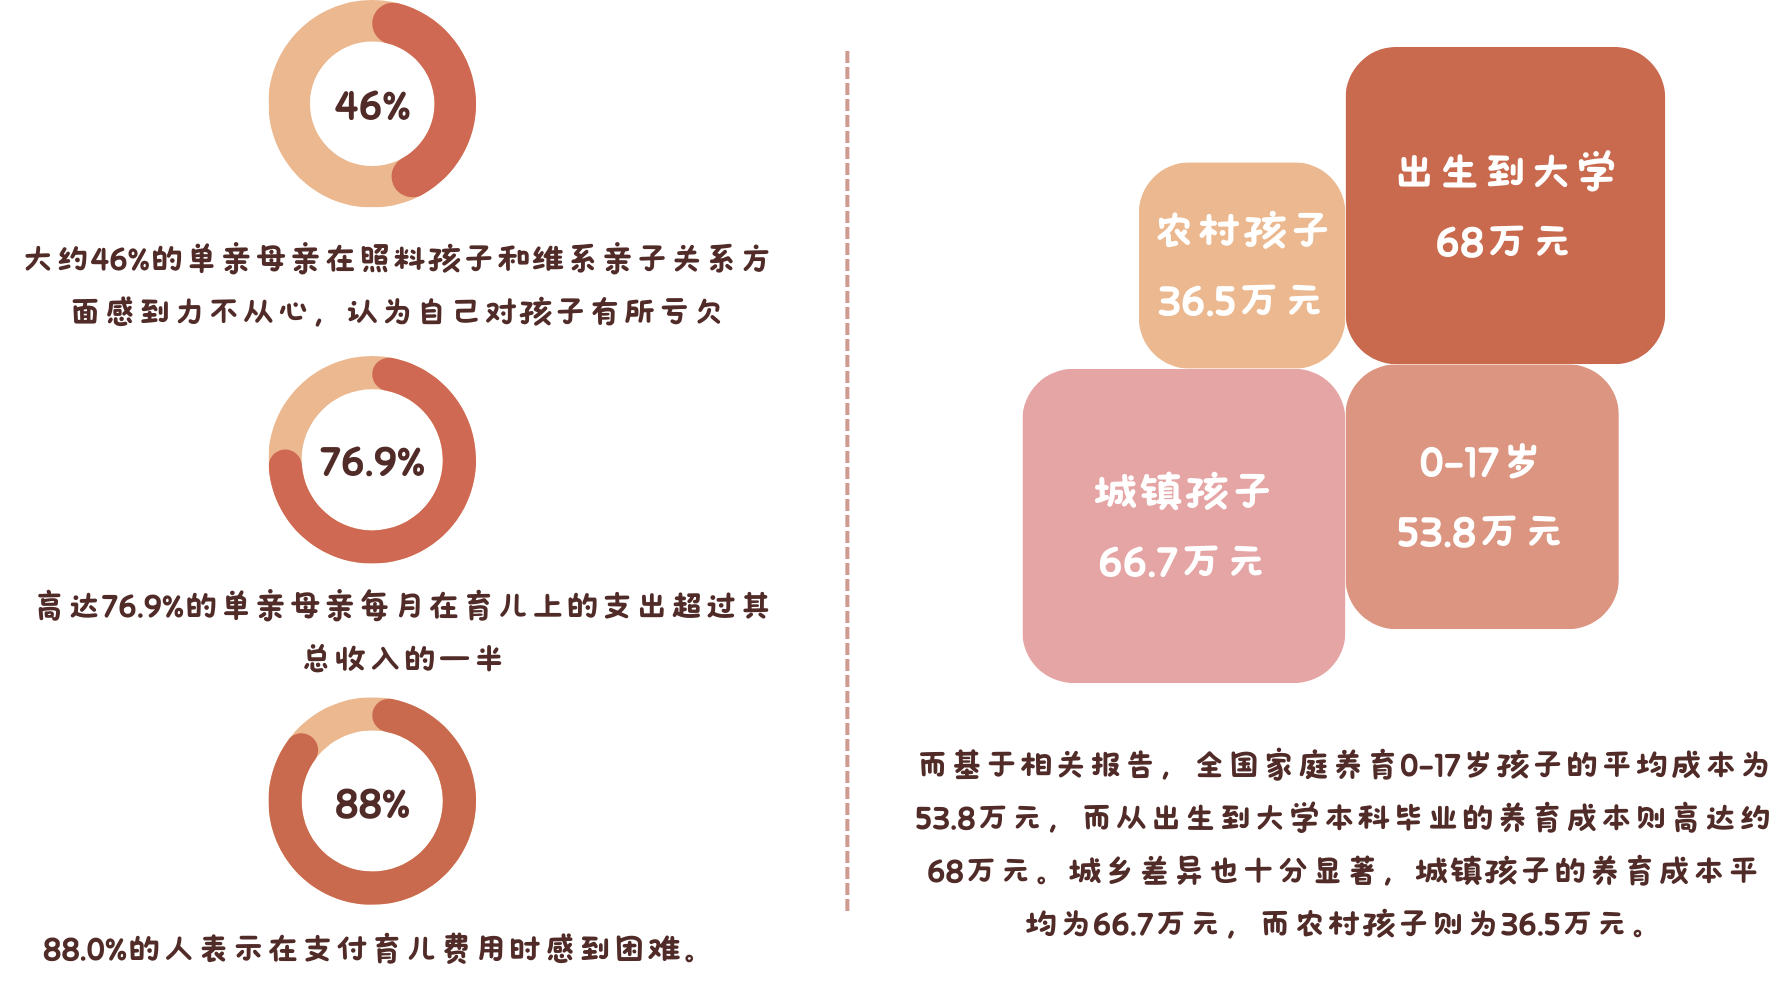 46%
大约46%的单亲母亲在照料孩子和维系亲子关系方
面感到力不从心，认为自己对孩子有所亏欠
76.9%
高达76.9%的单亲母亲每月在育儿上的支出超过其
总收入的一半
88%
88.0%的人表示在支付育儿费用时感到困难。
出生到大学
68万元
农村孩子
36.5万元
城镇孩子
66.7万元
0-17岁
53.8万元
而基于相关报告，全国家庭养育0-17岁孩子的平均成本为
53.8万元，而从出生到大学本科毕业的养育成本则高达约
68万元。城乡差异也十分显著，城镇孩子的养育成本平
均为66.7万元，而农村孩子则为36.5万元。